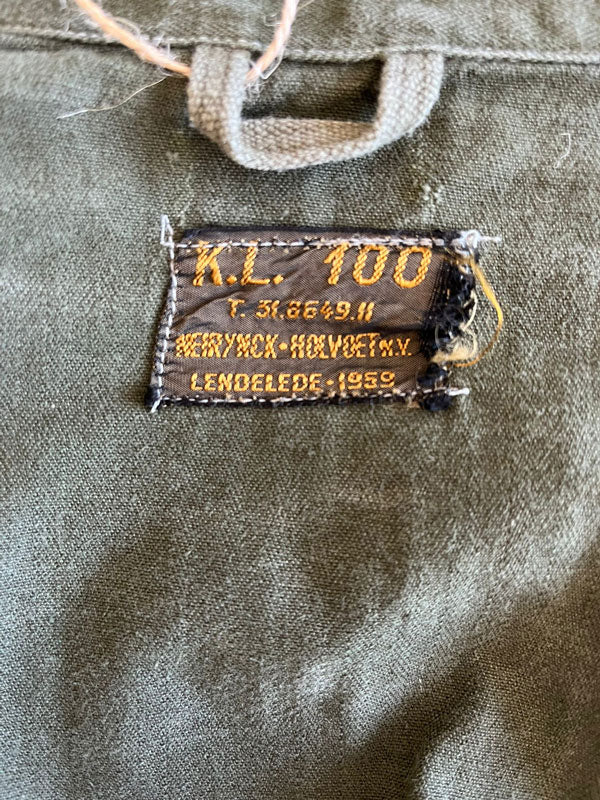 K.L. 100
T. 31.8649.11
NEIRYNCK • HOLVOET N.V.
LENDELEDE • 1959